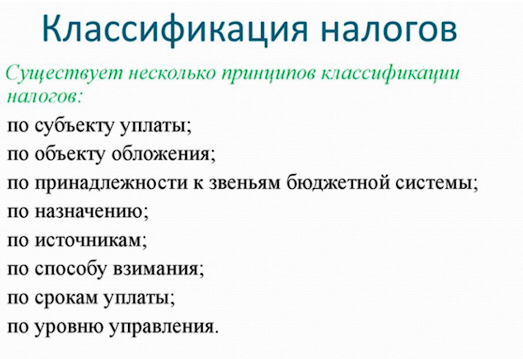 Классификация налогов
Существует несколько принципов классификации
налогов:
по субъекту уплаты;
по объекту обложения;
по принадлежности к звеньям бюджетной системы;
по назначению;
по источникам;
по способу взимания;
по срокам уплаты;
по уровню управления.